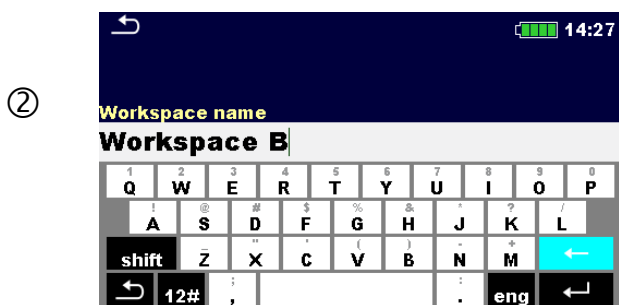 14:27
②
Workspace name
Workspace B
1 2 3 4 5 6 7 8 9 0
Q W E R T Y U I O P
! @ # $ % & * ? /
A S D F G H J K L
_ " ' ( ) - +
shift Z X C V B N M ←
; :
12# , . eng